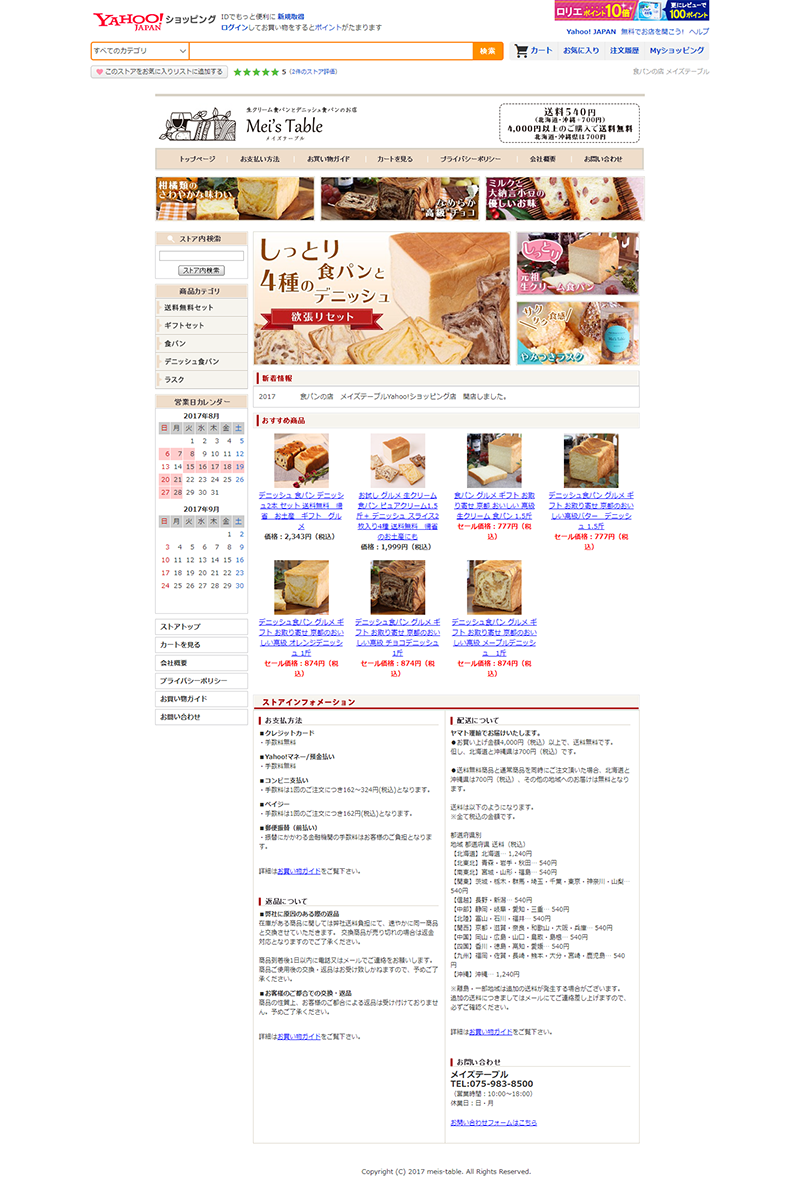 YAHOO! ショッピング
JAPAN
IDでもっと便利に 新規取得
ログインしてお買い物をするとポイントがたまります
ロリエ ポイント10倍
更にレビューで
100ポイント
Yahoo! JAPAN 無料でお店を開こう! ヘルプ
すべてのカテゴリ
検索
カート お気に入り 注文履歴 Myショッピング
このストアをお気に入りリストに追加する
★★★★★ 5 (2件のストア評価)
食パンの店 メイズテーブル
生クリーム食パンとデニッシュ食パンのお店
Mei's Table
メイズテーブル
送料540円
(北海道・沖縄・700円)
4,000円以上のご購入で送料無料
北海道・沖縄県は700円
トップページ
お支払い方法
お買い物ガイド
カートを見る
プライバシーポリシー
会社概要
お問い合わせ
柑橘類の
さわやかな味わい
なめらか
"高級"チョコ
ミルクと
大納言小豆の
優しいお味
ストア内検索
ストア内検索
商品カテゴリ
送料無料セット
ギフトセット
食パン
デニッシュ食パン
ラスク
営業日カレンダー
2017年8月
日 月 火 水 木 金 土
1 2 3 4 5
6 7 8 9 10 11 12
13 14 15 16 17 18 19
20 21 22 23 24 25 26
27 28 29 30 31
2017年9月
日 月 火 水 木 金 土
1 2
3 4 5 6 7 8 9
10 11 12 13 14 15 16
17 18 19 20 21 22 23
24 25 26 27 28 29 30
ストアトップ
カートを見る
会社概要
プライバシーポリシー
お買い物ガイド
お問い合わせ
しっとり
食パンと
4種の
デニッシュ
欲張りセット
しっとり
元祖
生クリーム食パン
サクサク食感
Mei's Table
やみつきラスク
新着情報
2017 食パンの店 メイズテーブルYahoo!ショッピング店 開店しました。
おすすめ商品
デニッシュ 食パン デニッシ
ュ2本 セット 送料無料 帰
省 お土産 ギフト グル
メ
価格：2,343円（税込）
お試し グルメ 生クリーム
食パン ピュアクリーム1.5
斤＋ デニッシュ スライス2
枚入り4種 送料無料 帰省
のお土産にも
価格：1,999円（税込）
食パン グルメ ギフト お取
り寄せ 京都 おいしい 高級
生クリーム 食パン 1.5斤
セール価格：777円（税
込）
デニッシュ食パン グルメ ギ
フト お取り寄せ 京都のおい
しい高級バター デニッシ
ュ 1.5斤
セール価格：777円（税
込）
デニッシュ食パン グルメ ギ
フト お取り寄せ 京都のおい
しい高級 オレンジデニッシ
ュ 1斤
セール価格：874円（税
込）
デニッシュ食パン グルメ ギ
フト お取り寄せ 京都のおい
しい高級 チョコデニッシュ
1斤
セール価格：874円（税
込）
デニッシュ食パン グルメ ギ
フト お取り寄せ 京都のおい
しい高級 メープルデニッシ
ュ 1斤
セール価格：874円（税
込）
ストアインフォメーション
お支払方法
■クレジットカード
・手数料無料
■Yahoo!マネー/預金払い
・手数料無料
■コンビニ支払い
・手数料は1回のご注文につき162～324円(税込)となります。
■ペイジー
・手数料は1回のご注文につき162円(税込)となります。
■郵便振替（前払い）
・振替にかかわる金融機関の手数料はお客様のご負担となりま
す。
詳細はお買い物ガイドをご覧下さい。
返品について
■弊社に原因のある際の返品
在庫がある商品に関しては弊社送料負担にて、速やかに同一商品
と交換させていただきます。 交換商品が売り切れの場合は返金
対応となりますのでご了承ください。
商品到着後1日以内に電話又はメールでご連絡をお願いします。
商品ご使用後の交換・返品はお受け致しかねますので、予めご了
承ください。
■お客様のご都合での交換・返品
商品の性質上、お客様のご都合による返品は受け付けておりませ
ん。予めご了承ください。
詳細はお買い物ガイドをご覧下さい。
配送について
ヤマト運輸でお届けいたします。
●お買い上げ金額4,000円（税込）以上で、送料無料です。
但し、北海道と沖縄県は700円（税込）です。
●送料無料商品と通常商品を同時にご注文頂いた場合、北海道と
沖縄県は700円（税込）、その他の地域へのお届けは無料となり
ます。
送料は以下のようになります。
※全て税込の金額です。
都道府県別
地域 都道府県 送料（税込）
【北海道】北海道… 1,240円
【北東北】青森・岩手・秋田… 540円
【南東北】宮城・山形・福島… 540円
【関東】茨城・栃木・群馬・埼玉・千葉・東京・神奈川・山梨…
540円
【信越】長野・新潟… 540円
【中部】静岡・岐阜・愛知・三重… 540円
【北陸】富山・石川・福井… 540円
【関西】京都・滋賀・奈良・和歌山・大阪・兵庫… 540円
【中国】岡山・広島・山口・鳥取・島根… 540円
【四国】香川・徳島・高知・愛媛… 540円
【九州】福岡・佐賀・長崎・熊本・大分・宮崎・鹿児島… 540
円
【沖縄】沖縄… 1,240円
※離島・一部地域は追加の送料が発生する場合がございます。
追加の送料につきましてはメールにてご連絡差し上げますので、
必ずご確認ください。
詳細はお買い物ガイドをご覧下さい。
お問い合わせ
メイズテーブル
TEL:075-983-8500
（営業時間：10:00～18:00）
休業日：日・月
お問い合わせフォームはこちら
Copyright (C) 2017 meis-table. All Rights Reserved.